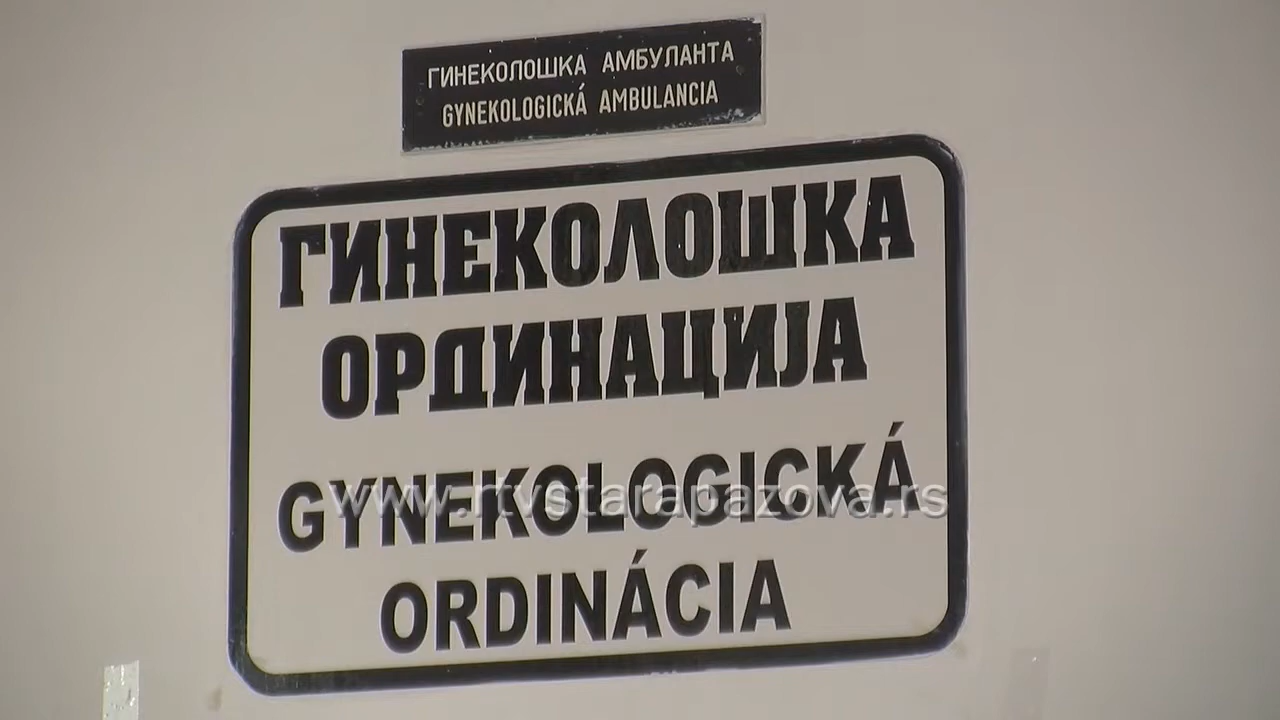 ГИНЕКОЛОШКА АМБУЛАНТА
GYNEKOLOGICKÁ AMBULANCIA
ГИНЕКОЛОШКА
ОРДИНАЦИЈА
GYNEKOLOGICKÁ
www.rtvstarapazova.rs
ORDINÁCIA